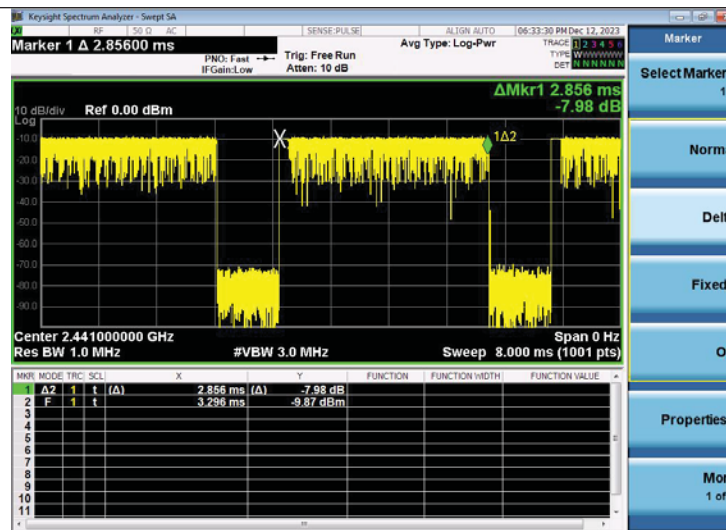 Keysight Spectrum Analyzer - Swept SA
RF 50 Ω AC SENSE:PULSE ALIGN AUTO 06:33:30 PM Dec 12, 2023
Marker 1 Δ 2.85600 ms
PNO: Fast
IFGain:Low
Trig: Free Run
Atten: 10 dB
Avg Type: Log-Pwr
TRACE 1 2 3 4 5 6
TYPE WWWWWW
DET N N N N N N
ΔMkr1 2.856 ms
-7.98 dB
10 dB/div Ref 0.00 dBm
Log
-10.0
-20.0
-30.0
-40.0
-50.0
-60.0
-70.0
-80.0
-90.0
X
1Δ2
Center 2.441000000 GHz Span 0 Hz
Res BW 1.0 MHz #VBW 3.0 MHz Sweep 8.000 ms (1001 pts)
MKR MODE TRC SCL X Y FUNCTION FUNCTION WIDTH FUNCTION VALUE
1 Δ2 1 t (Δ) 2.856 ms (Δ) -7.98 dB
2 F 1 t 3.296 ms -9.87 dBm
3
4
5
6
7
8
9
10
11
Marker
Select Marker
1
Norm
Delt
Fixed
O
Properties
Mor
1 of